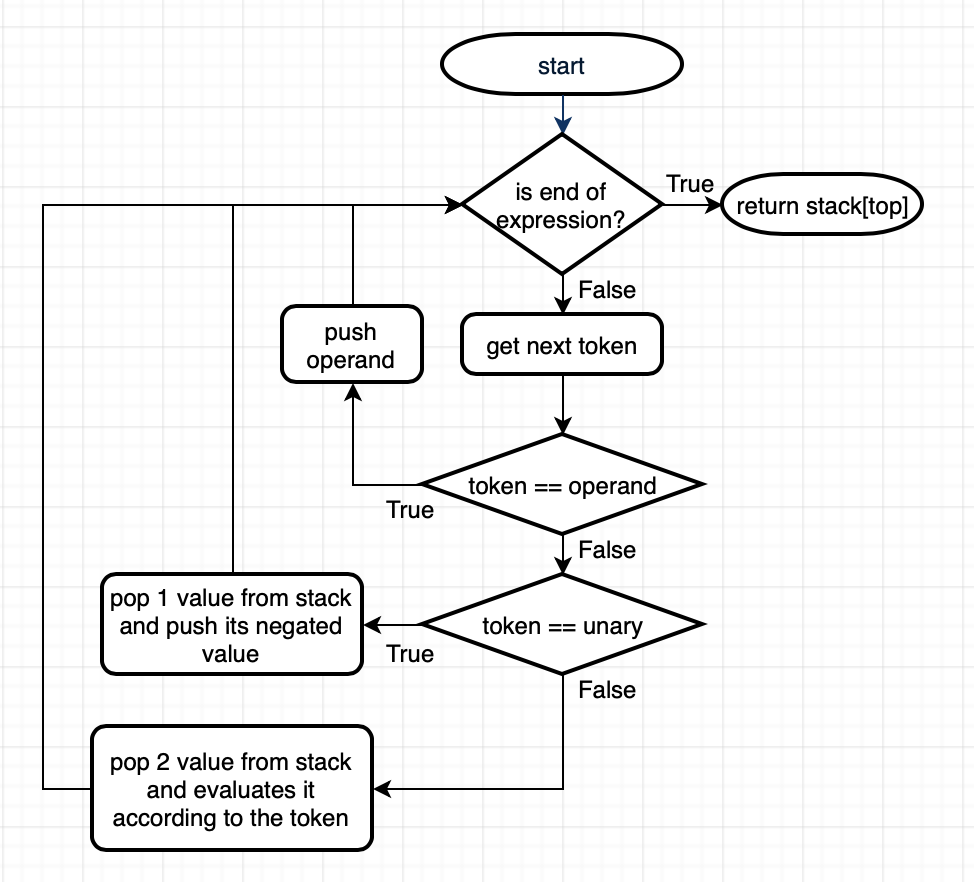 start
is end of
expression?
True
return stack[top]
False
push
operand
get next token
token == operand
True
False
pop 1 value from stack
and push its negated
value
token == unary
True
False
pop 2 value from stack
and evaluates it
according to the token